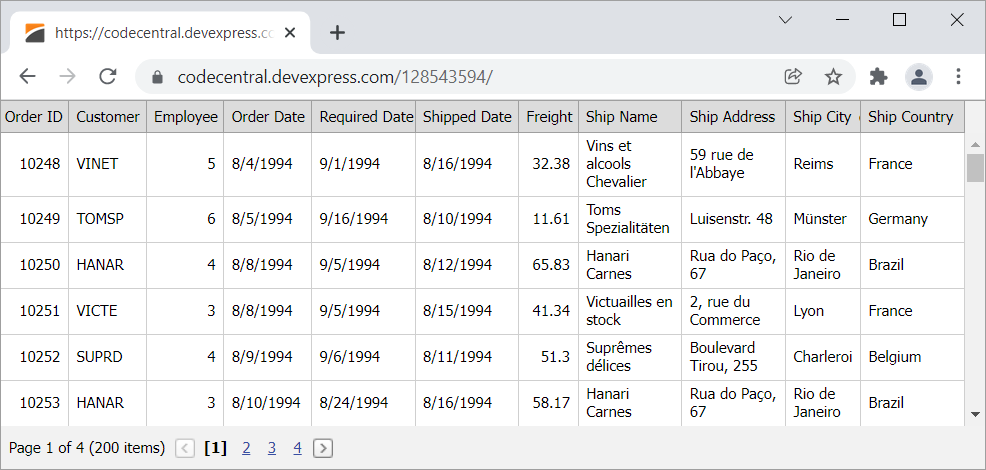 https://codecentral.devexpress.co
codecentral.devexpress.com/128543594/
Order ID Customer Employee Order Date Required Date Shipped Date Freight Ship Name Ship Address Ship City Ship Country
10248 VINET 5 8/4/1994 9/1/1994 8/16/1994 32.38 Vins et alcools Chevalier 59 rue de l'Abbaye Reims France
10249 TOMSP 6 8/5/1994 9/16/1994 8/10/1994 11.61 Toms Spezialitäten Luisenstr. 48 Münster Germany
10250 HANAR 4 8/8/1994 9/5/1994 8/12/1994 65.83 Hanari Carnes Rua do Paço, 67 Rio de Janeiro Brazil
10251 VICTE 3 8/8/1994 9/5/1994 8/15/1994 41.34 Victuailles en stock 2, rue du Commerce Lyon France
10252 SUPRD 4 8/9/1994 9/6/1994 8/11/1994 51.3 Suprêmes délices Boulevard Tirou, 255 Charleroi Belgium
10253 HANAR 3 8/10/1994 8/24/1994 8/16/1994 58.17 Hanari Carnes Rua do Paço, 67 Rio de Janeiro Brazil
Page 1 of 4 (200 items) [1] 2 3 4